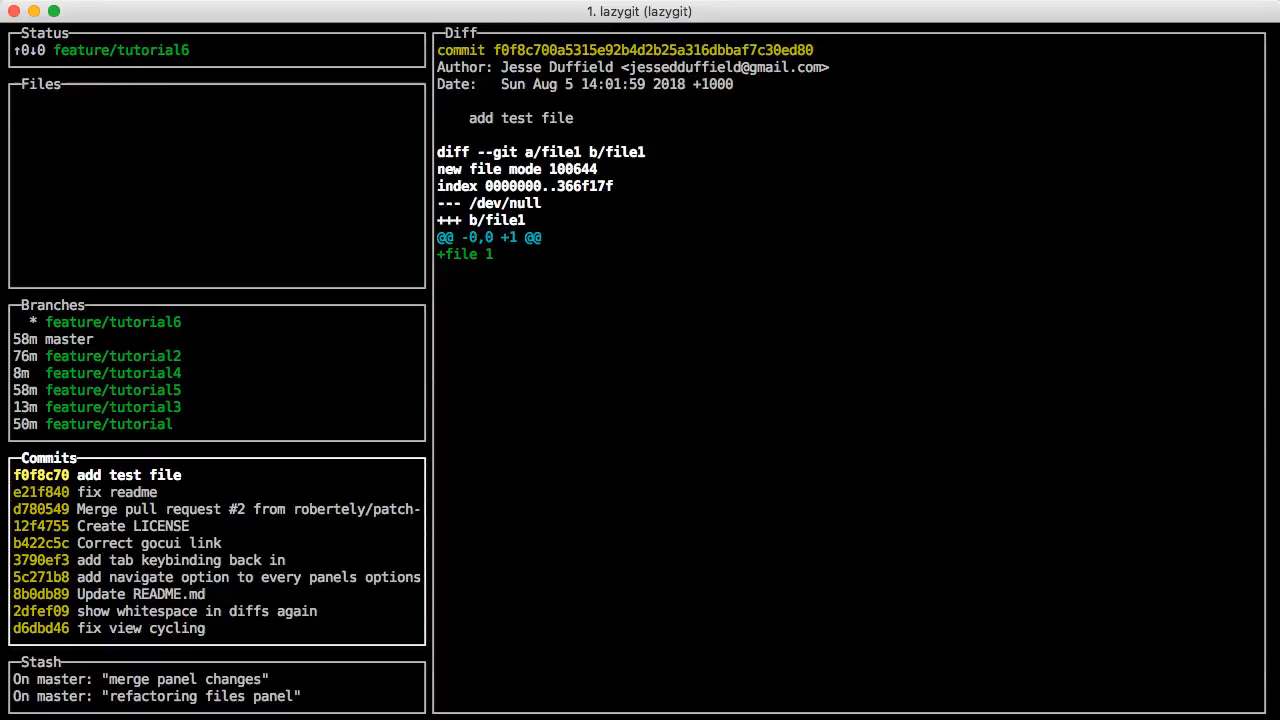 1. lazygit (lazygit)
Status
↑0↓0 feature/tutorial6
Files
Branches
* feature/tutorial6
58m master
76m feature/tutorial2
8m feature/tutorial4
58m feature/tutorial5
13m feature/tutorial3
50m feature/tutorial
Commits
f0f8c70 add test file
e21f840 fix readme
d780549 Merge pull request #2 from robertely/patch-
12f4755 Create LICENSE
b422c5c Correct gocui link
3790ef3 add tab keybinding back in
5c271b8 add navigate option to every panels options
8b0db89 Update README.md
2dfef09 show whitespace in diffs again
d6dbd46 fix view cycling
Stash
On master: "merge panel changes"
On master: "refactoring files panel"
Diff
commit f0f8c700a5315e92b4d2b25a316dbbaf7c30ed80
Author: Jesse Duffield <jessedduffield@gmail.com>
Date:   Sun Aug 5 14:01:59 2018 +1000
add test file
diff --git a/file1 b/file1
new file mode 100644
index 0000000..366f17f
--- /dev/null
+++ b/file1
@@ -0,0 +1 @@
+file 1